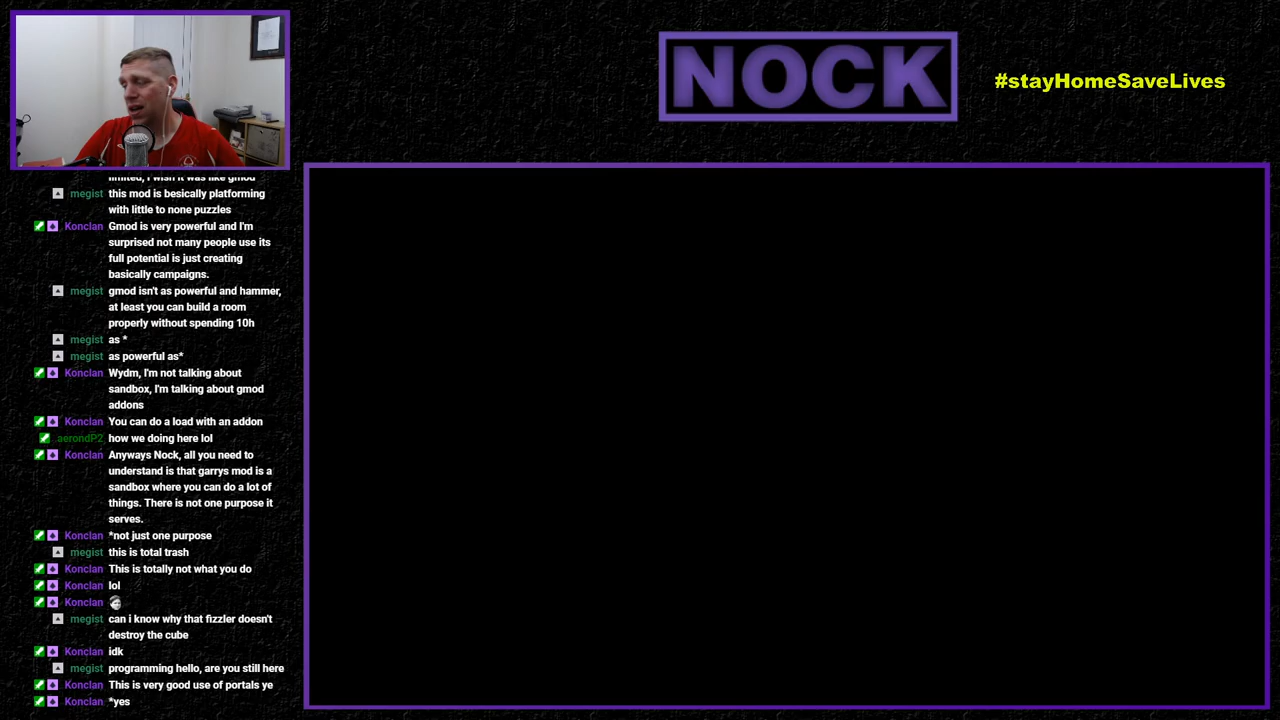 NOCK
#stayHomeSaveLives
limited, I wish it was like gmod
megist this mod is besically platforming
with little to none puzzles
Konclan Gmod is very powerful and I'm
surprised not many people use its
full potential is just creating
basically campaigns.
megist gmod isn't as powerful and hammer,
at least you can build a room
properly without spending 10h
megist as *
megist as powerful as*
Konclan Wydm, I'm not talking about
sandbox, I'm talking about gmod
addons
Konclan You can do a load with an addon
aerondP2 how we doing here lol
Konclan Anyways Nock, all you need to
understand is that garrys mod is a
sandbox where you can do a lot of
things. There is not one purpose it
serves.
Konclan *not just one purpose
megist this is total trash
Konclan This is totally not what you do
Konclan lol
Konclan
megist can i know why that fizzler doesn't
destroy the cube
Konclan idk
megist programming hello, are you still here
Konclan This is very good use of portals ye
Konclan *yes